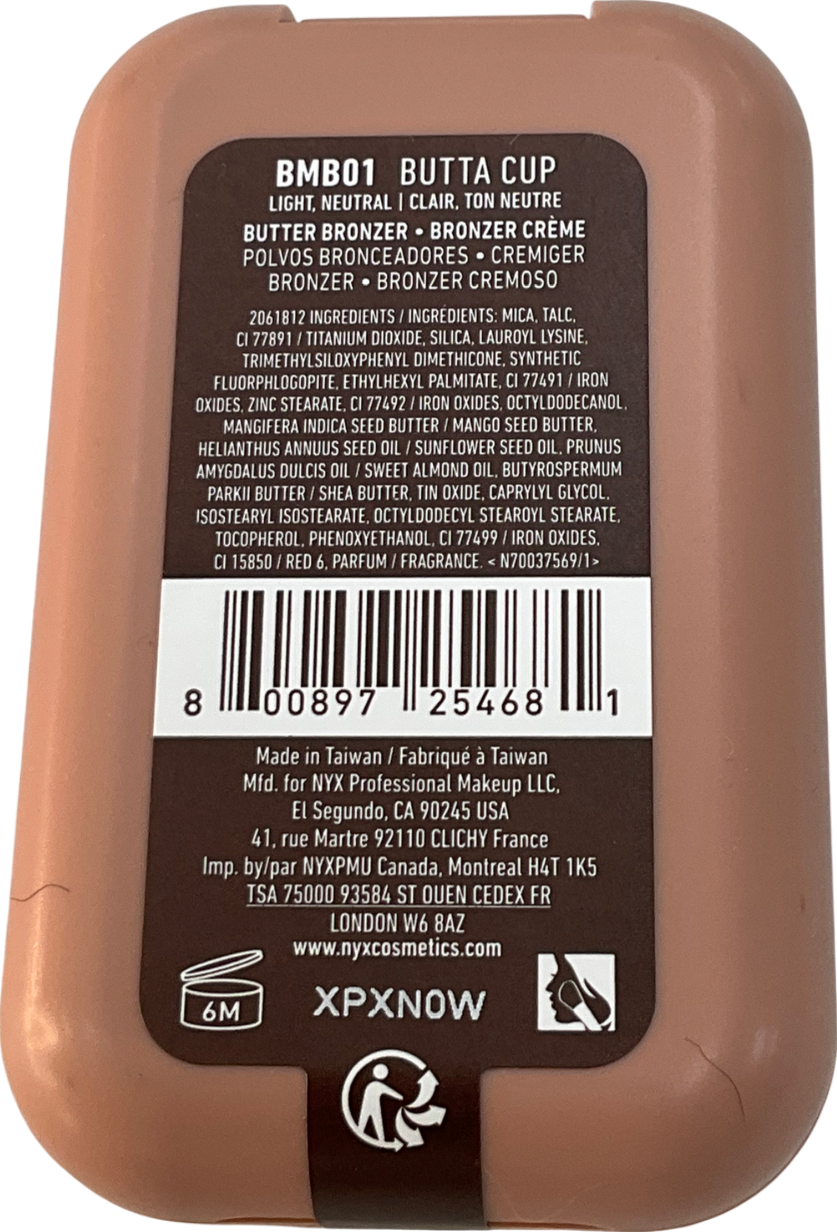 BMB01 BUTTA CUP
LIGHT, NEUTRAL | CLAIR, TON NEUTRE
BUTTER BRONZER • BRONZER CRÈME
POLVOS BRONCEADORES • CREMIGER
BRONZER • BRONZER CREMOSO
2061812 INGREDIENTS / INGRÉDIENTS: MICA, TALC,
CI 77891 / TITANIUM DIOXIDE, SILICA, LAUROYL LYSINE,
TRIMETHYLSILOXYPHENYL DIMETHICONE, SYNTHETIC
FLUORPHLOGOPITE, ETHYLHEXYL PALMITATE, CI 77491 / IRON
OXIDES, ZINC STEARATE, CI 77492 / IRON OXIDES, OCTYLDODECANOL,
MANGIFERA INDICA SEED BUTTER / MANGO SEED BUTTER,
HELIANTHUS ANNUUS SEED OIL / SUNFLOWER SEED OIL, PRUNUS
AMYGDALUS DULCIS OIL / SWEET ALMOND OIL, BUTYROSPERMUM
PARKII BUTTER / SHEA BUTTER, TIN OXIDE, CAPRYLYL GLYCOL,
ISOSTEARYL ISOSTEARATE, OCTYLDODECYL STEAROYL STEARATE,
TOCOPHEROL, PHENOXYETHANOL, CI 77499 / IRON OXIDES,
CI 15850 / RED 6, PARFUM / FRAGRANCE. < N70037569/1>
8 00897 25468 1
Made in Taiwan / Fabriqué à Taiwan
Mfd. for NYX Professional Makeup LLC,
El Segundo, CA 90245 USA
41, rue Martre 92110 CLICHY France
Imp. by/par NYXPMU Canada, Montreal H4T 1K5
TSA 75000 93584 ST OUEN CEDEX FR
LONDON W6 8AZ
www.nyxcosmetics.com
6M XPXN0W